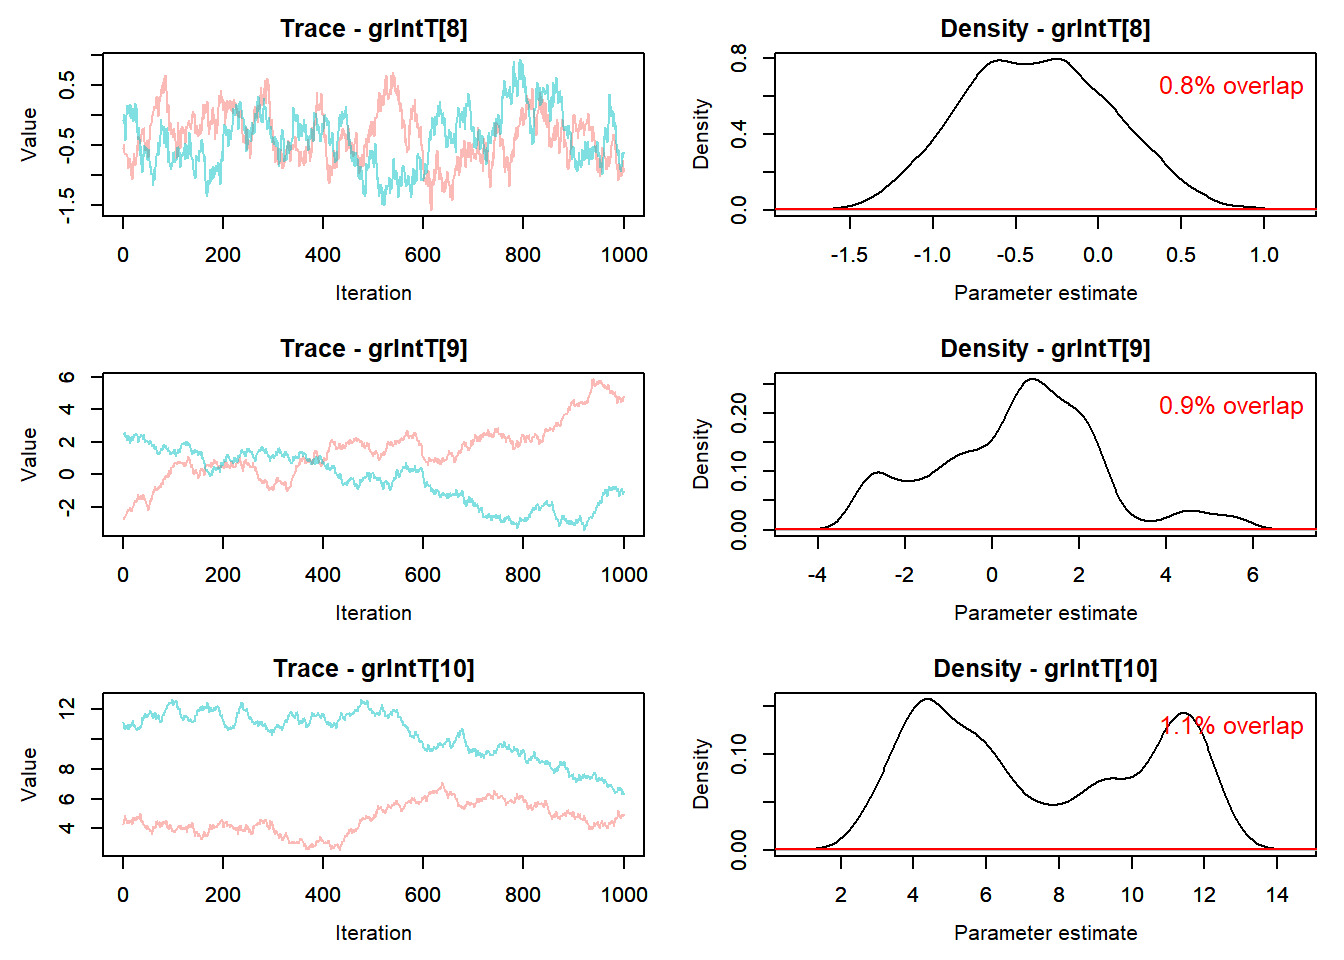 Trace - grIntT[8]
Value
0.5
-0.5
-1.5
0 200 400 600 800 1000
Iteration
Density - grIntT[8]
0.8% overlap
Density
0.8
0.4
0.0
-1.5 -1.0 -0.5 0.0 0.5 1.0
Parameter estimate
Trace - grIntT[9]
Value
6
4
2
0
-2
0 200 400 600 800 1000
Iteration
Density - grIntT[9]
0.9% overlap
Density
0.20
0.10
0.00
-4 -2 0 2 4 6
Parameter estimate
Trace - grIntT[10]
Value
12
8
6
4
0 200 400 600 800 1000
Iteration
Density - grIntT[10]
1.1% overlap
Density
0.10
0.00
2 4 6 8 10 12 14
Parameter estimate